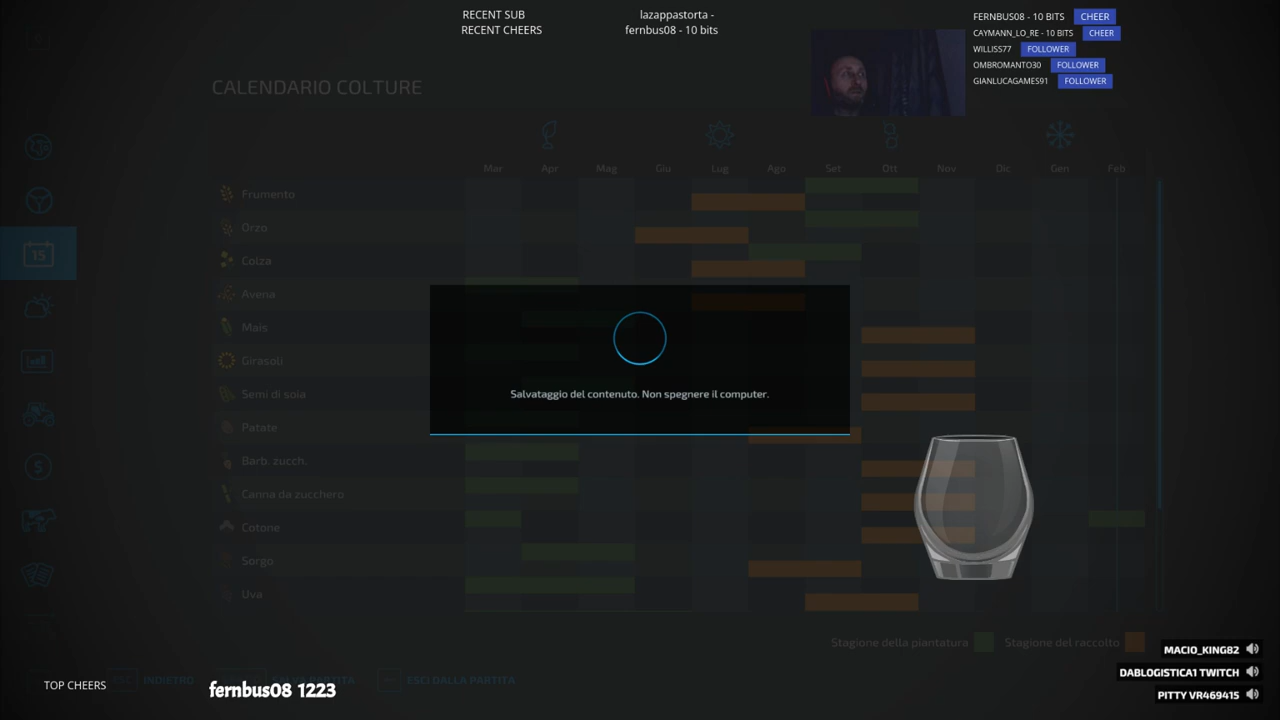 RECENT SUB
lazappastorta -
RECENT CHEERS
fernbus08 - 10 bits
FERNBUS08 - 10 BITS CHEER
CAYMANN_LO_RE - 10 BITS CHEER
WILLISS77 FOLLOWER
OMBROMANTO30 FOLLOWER
GIANLUCAGAMES91 FOLLOWER
CALENDARIO COLTURE
Mar Apr Mag Giu Lug Ago Set Ott Nov Dic Gen Feb
15
Frumento
Orzo
Colza
Avena
Mais
Girasoli
Semi di soia
Patate
Barb. zucch.
Canna da zucchero
Cotone
Sorgo
Uva
Salvataggio del contenuto. Non spegnere il computer.
Stagione della piantatura
Stagione del raccolto
MACIO_KING82
DABLOGISTICA1 TWITCH
PITTY VR469415
TOP CHEERS
fernbus08 1223
ESC INDIETRO
SALVA PARTITA
ESCI DALLA PARTITA